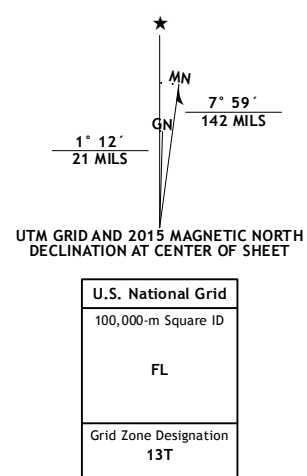 MN
GN
7° 59´
142 MILS
1° 12´
21 MILS
UTM GRID AND 2015 MAGNETIC NORTH
DECLINATION AT CENTER OF SHEET
U.S. National Grid
100,000-m Square ID
FL
Grid Zone Designation
13T